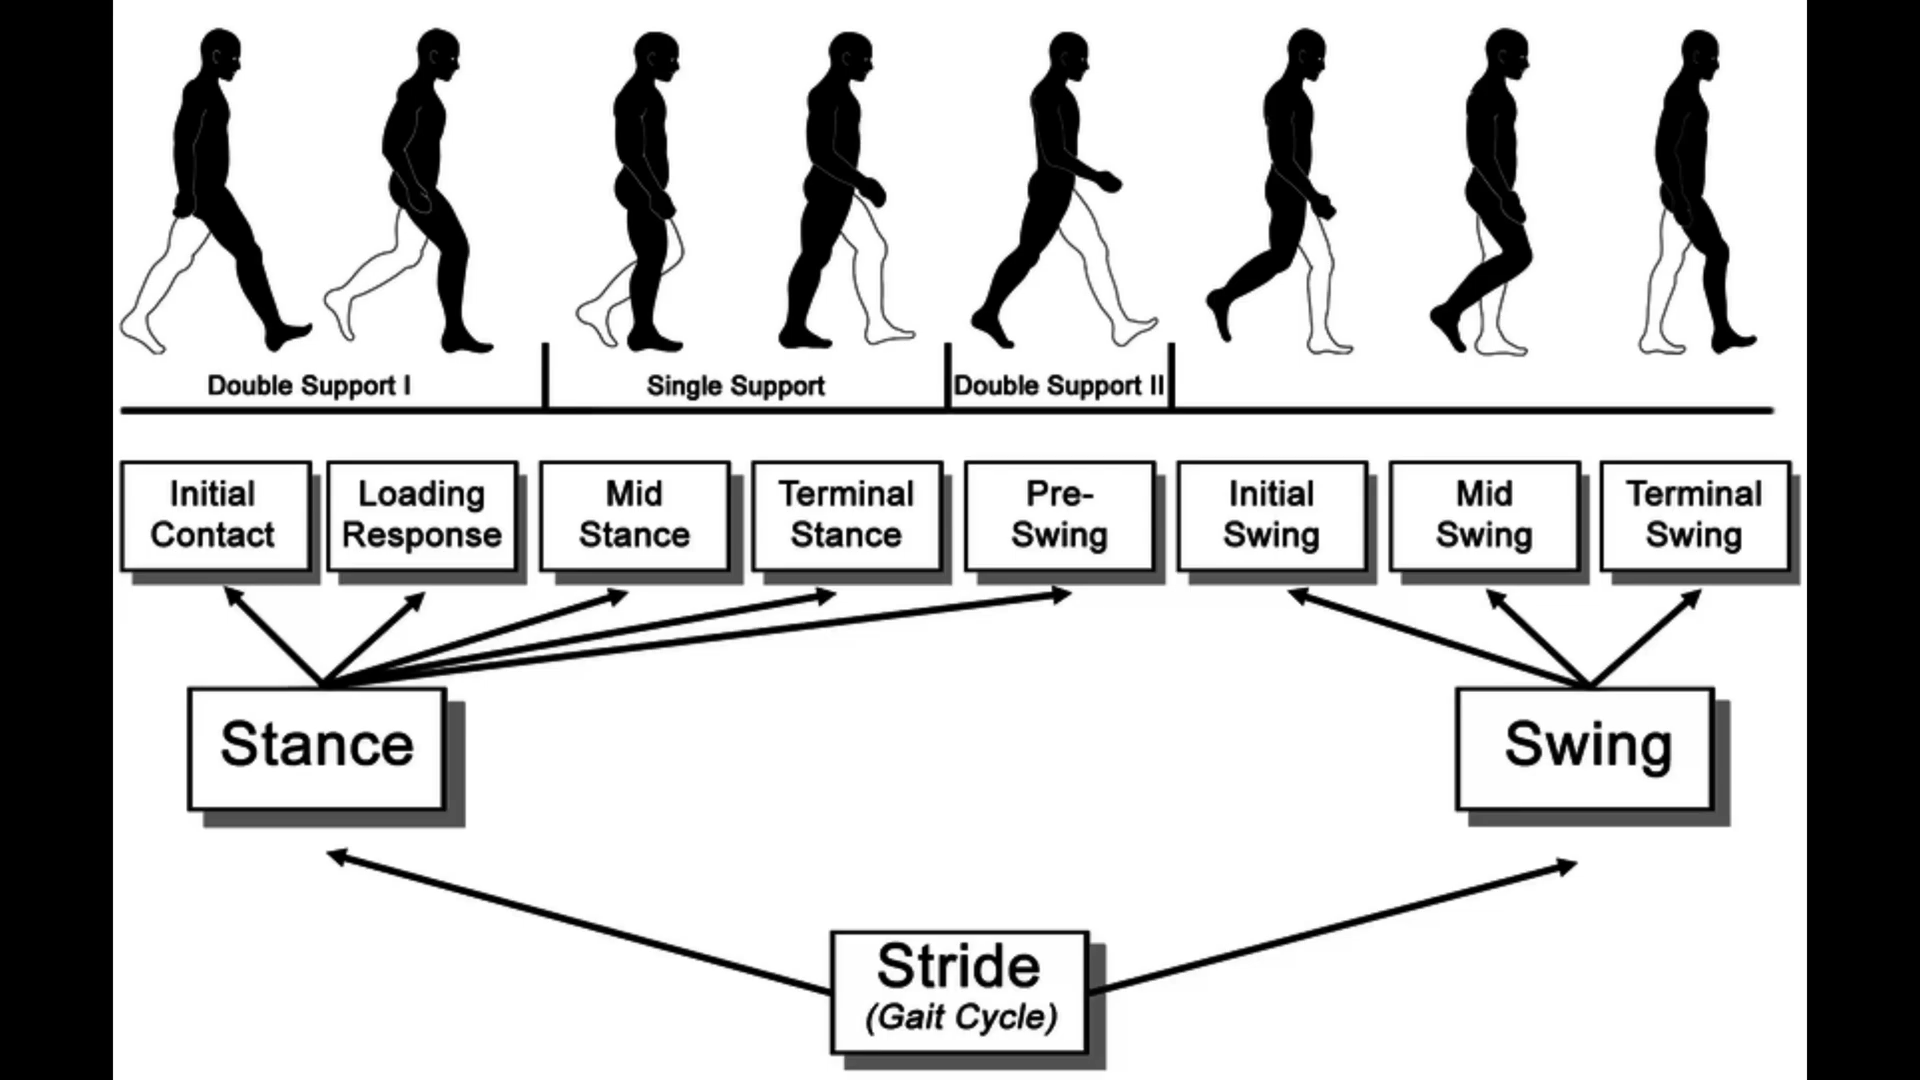 Double Support I
Single Support
Double Support II
Initial
Contact
Loading
Response
Mid
Stance
Terminal
Stance
Pre-
Swing
Initial
Swing
Mid
Swing
Terminal
Swing
Stance
Swing
Stride
(Gait Cycle)